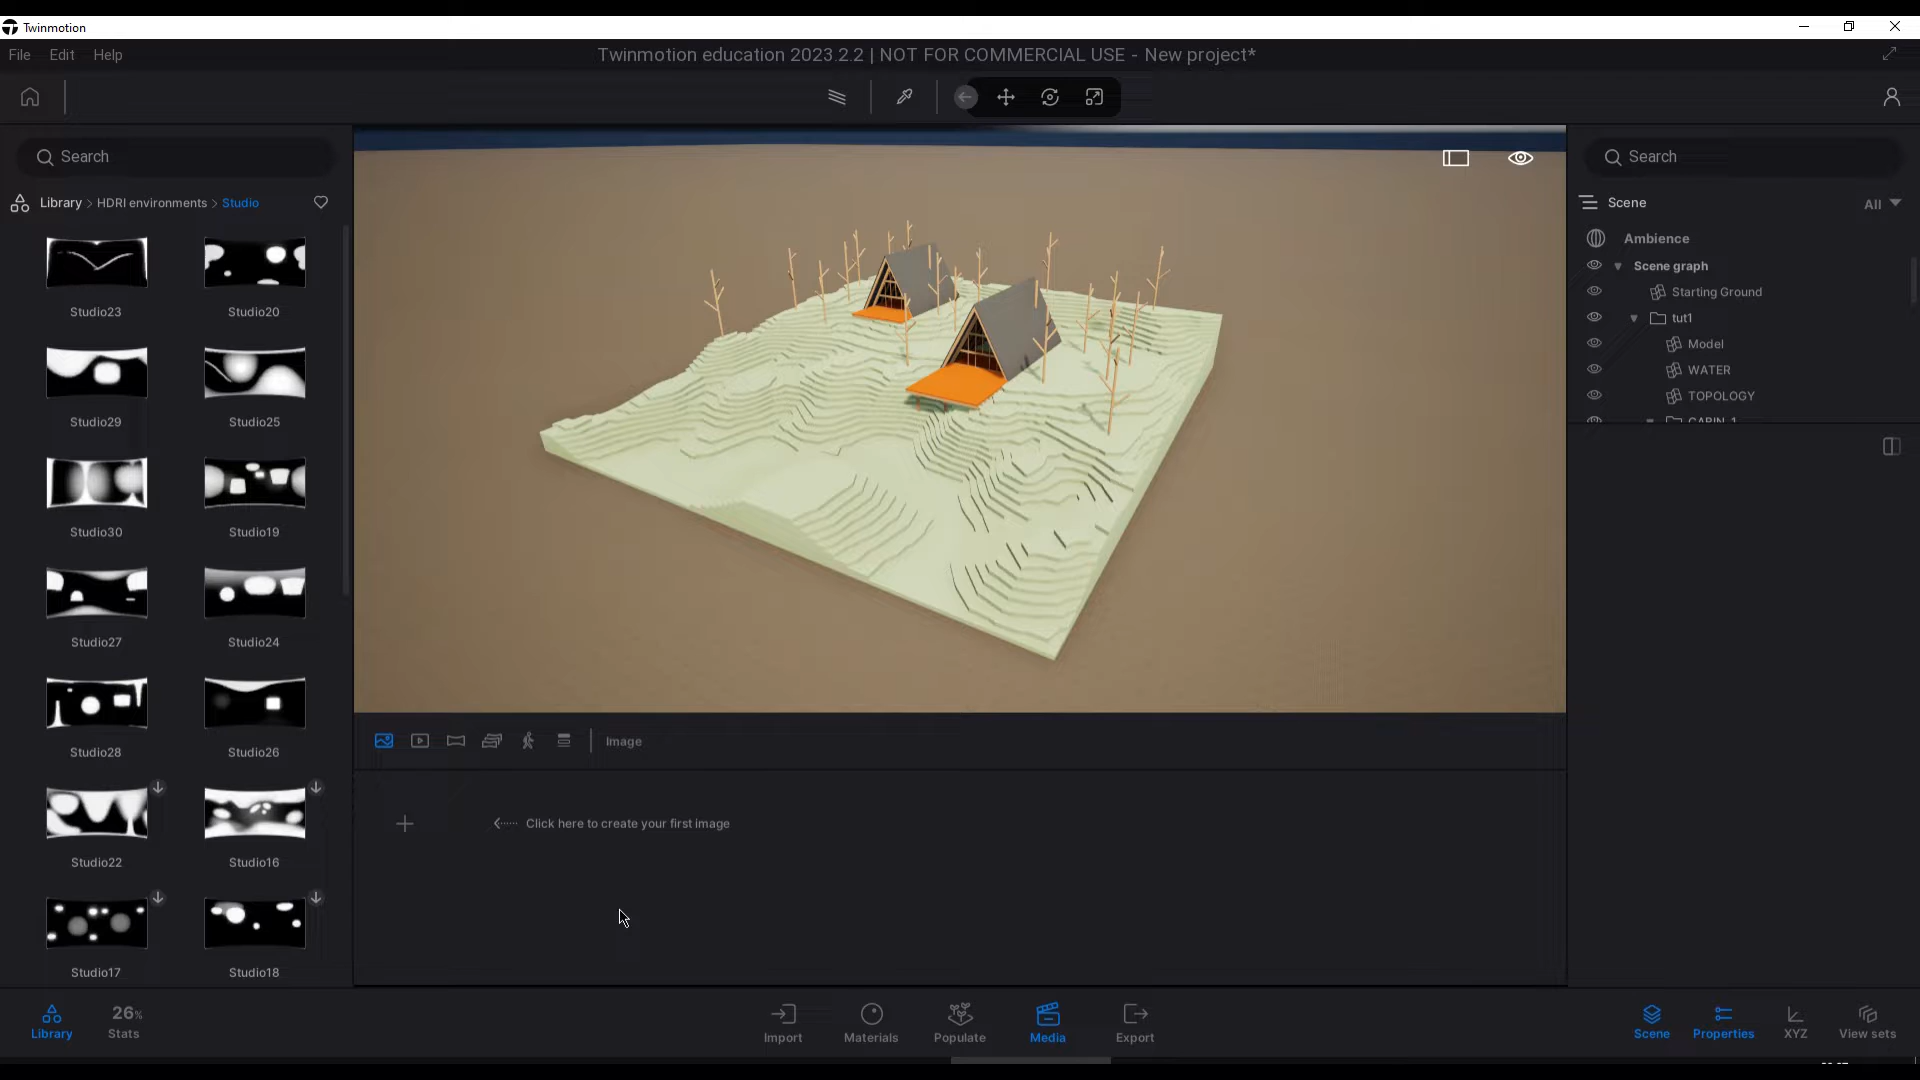 Twinmotion
File Edit Help
Twinmotion education 2023.2.2 | NOT FOR COMMERCIAL USE - New project*
Search
Library > HDRI environments > Studio
Studio23 Studio20
Studio29 Studio25
Studio30 Studio19
Studio27 Studio24
Studio28 Studio26
Studio22 Studio16
Studio17 Studio18
Image
Click here to create your first image
Search
Scene All
Ambience
Scene graph
Starting Ground
tut1
Model
WATER
TOPOLOGY
CABIN 1
Library
26%
Stats
Import Materials Populate Media Export
Scene Properties XYZ View sets